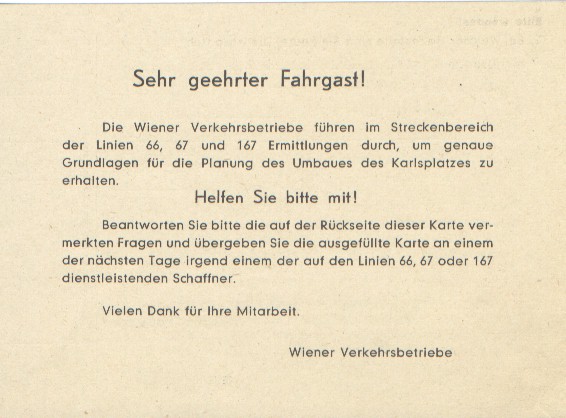 Sehr geehrter Fahrgast!
Die Wiener Verkehrsbetriebe führen im Streckenbereich
der Linien 66, 67 und 167 Ermittlungen durch, um genaue
Grundlagen für die Planung des Umbaues des Karlsplatzes zu
erhalten.
Helfen Sie bitte mit!
Beantworten Sie bitte die auf der Rückseite dieser Karte ver-
merkten Fragen und übergeben Sie die ausgefüllte Karte an einem
der nächsten Tage irgend einem der auf den Linien 66, 67 oder 167
dienstleistenden Schaffner.
Vielen Dank für Ihre Mitarbeit.
Wiener Verkehrsbetriebe